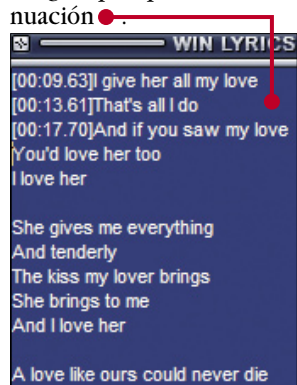 nuación .
WIN LYRICS
[00:09.63]I give her all my love
[00:13.61]That's all I do
[00:17.70]And if you saw my love
You'd love her too
I love her

She gives me everything
And tenderly
The kiss my lover brings
She brings to me
And I love her

A love like ours could never die